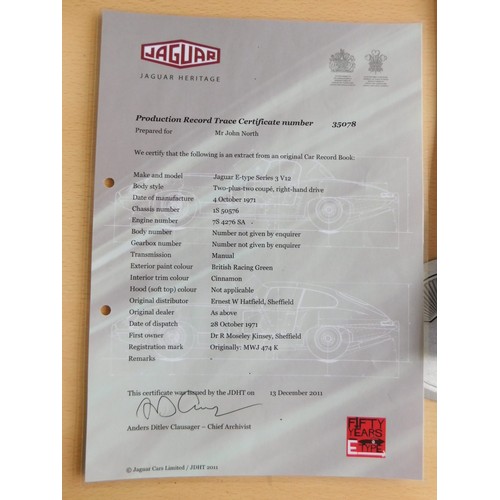 JAGUAR
JAGUAR HERITAGE
Production Record Trace Certificate number 35078
Prepared for Mr John North
We certify that the following is an extract from an original Car Record Book:
Make and model Jaguar E-type Series 3 V12
Body style Two-plus-two coupé, right-hand drive
Date of manufacture 4 October 1971
Chassis number 1S 50576
Engine number 7S 4276 SA
Body number Number not given by enquirer
Gearbox number Number not given by enquirer
Transmission Manual
Exterior paint colour British Racing Green
Interior trim colour Cinnamon
Hood (soft top) colour Not applicable
Original distributor Ernest W Hatfield, Sheffield
Original dealer As above
Date of dispatch 28 October 1971
First owner Dr R Moseley Kinsey, Sheffield
Registration mark Originally: MWJ 474 K
Remarks
This certificate was issued by the JDHT on 13 December 2011
Anders Ditlev Clausager – Chief Archivist
FIFTY
YEARS
E TYPE
© Jaguar Cars Limited / JDHT 2011